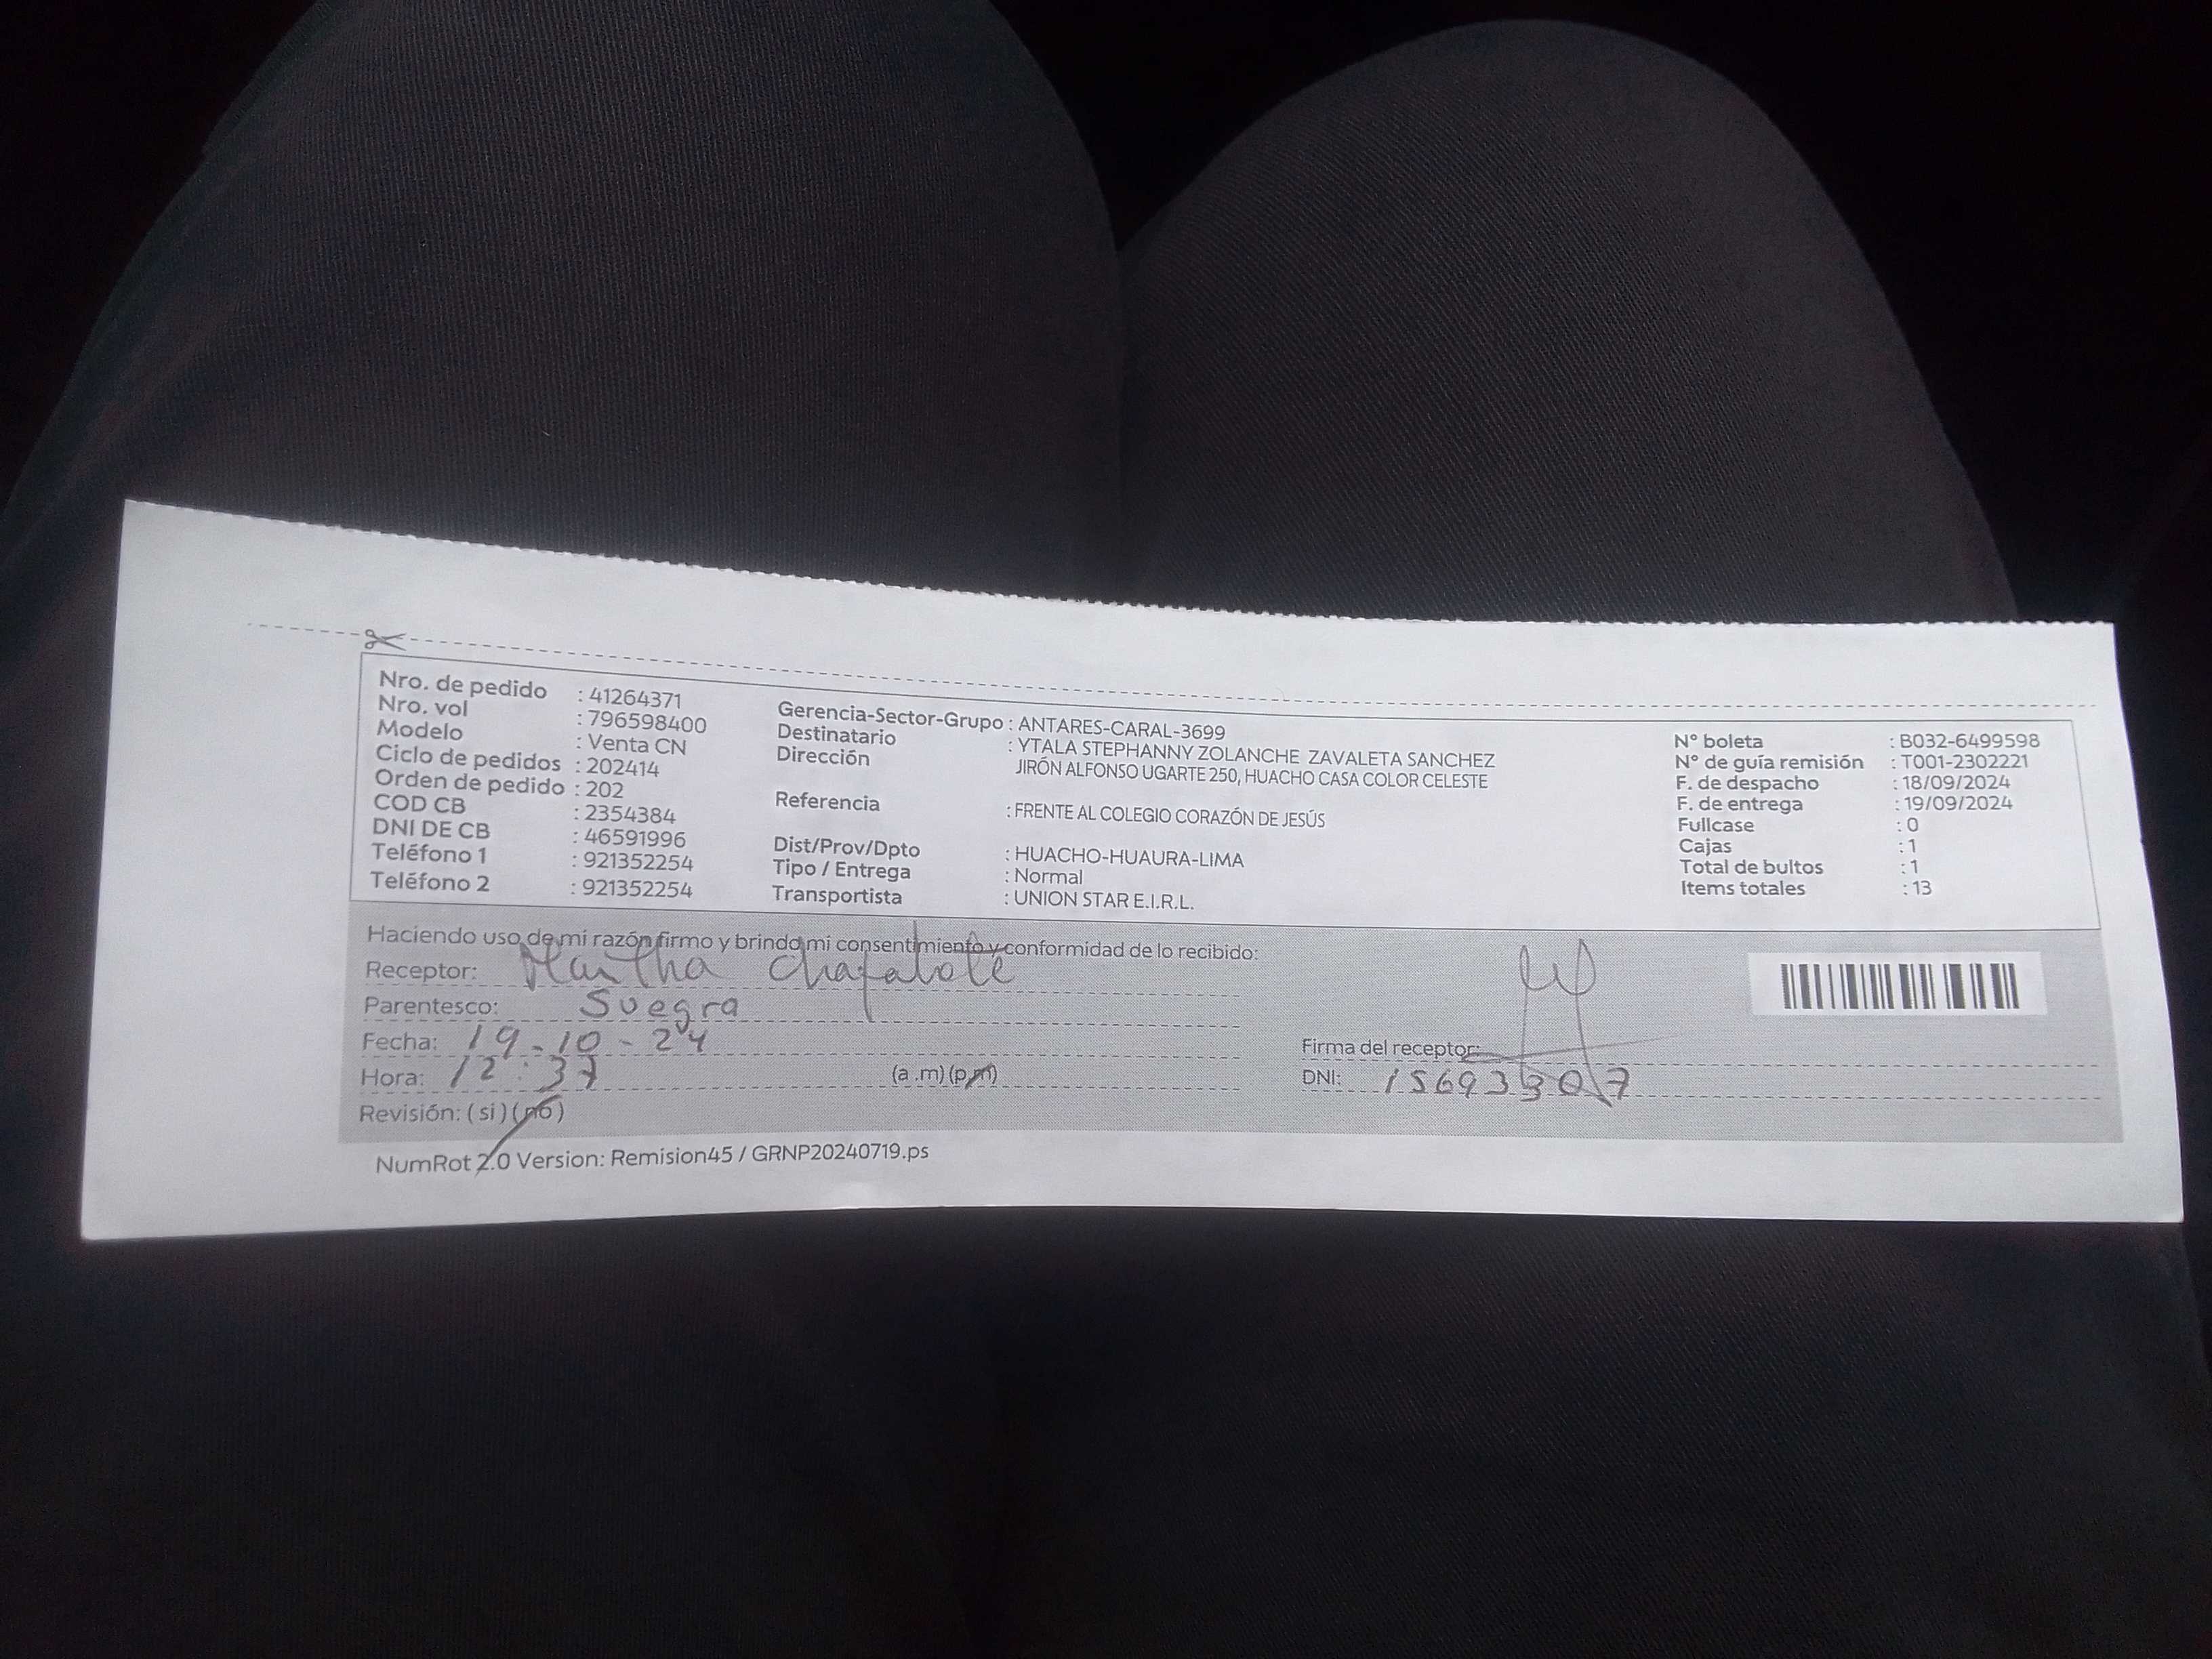 Nro. de pedido : 41264371
Nro. vol : 796598400
Modelo : Venta CN
Ciclo de pedidos : 202414
Orden de pedido : 202
COD CB : 2354384
DNI DE CB : 46591996
Teléfono 1 : 921352254
Teléfono 2 : 921352254
Gerencia-Sector-Grupo : ANTARES-CARAL-3699
Destinatario : YTALA STEPHANNY ZOLANCHE ZAVALETA SANCHEZ
Dirección JIRÓN ALFONSO UGARTE 250, HUACHO CASA COLOR CELESTE
Referencia : FRENTE AL COLEGIO CORAZÓN DE JESÚS
Dist/Prov/Dpto : HUACHO-HUAURA-LIMA
Tipo / Entrega : Normal
Transportista : UNION STAR E.I.R.L.
N° boleta : B032-6499598
N° de guía remisión : T001-2302221
F. de despacho : 18/09/2024
F. de entrega : 19/09/2024
Fullcase : 0
Cajas : 1
Total de bultos : 1
Items totales : 13
Haciendo uso de mi razón firmo y brindo mi consentimiento y conformidad de lo recibido:
Receptor: Martha
Parentesco: Suegra
Fecha: 19-10-24
Hora: 12:37 (a .m) (p.m)
Revisión: ( si ) ( no )
Firma del receptor:
DNI: 15693307
NumRot 2.0 Version: Remision45 / GRNP20240719.ps